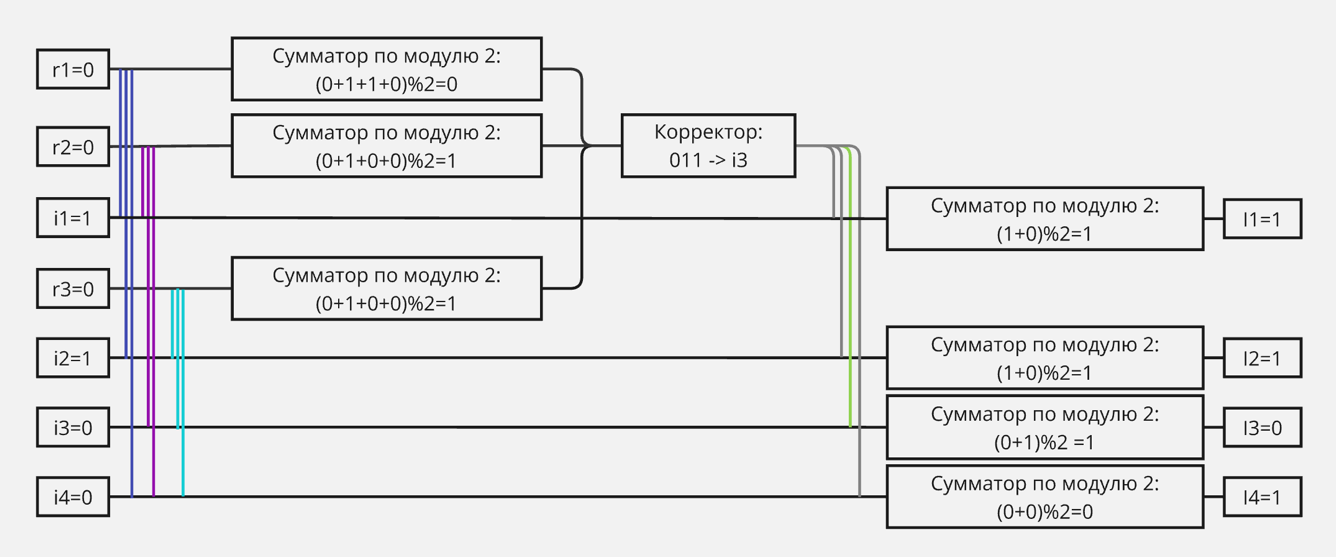 r1=0
Сумматор по модулю 2:
(0+1+1+0)%2=0
r2=0
Сумматор по модулю 2:
(0+1+0+0)%2=1
Корректор:
011 -> i3
i1=1
Сумматор по модулю 2:
(1+0)%2=1
I1=1
r3=0
Сумматор по модулю 2:
(0+1+0+0)%2=1
i2=1
Сумматор по модулю 2:
(1+0)%2=1
I2=1
i3=0
Сумматор по модулю 2:
(0+1)%2 =1
I3=0
i4=0
Сумматор по модулю 2:
(0+0)%2=0
I4=1